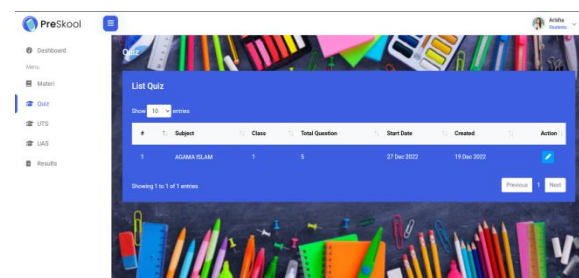 PreSkool
Arisha
Students
Dashboard
Menu
Materi
Quiz
UTS
UAS
Results
Quiz
List Quiz
Show 10 entries
# Subject Class Total Question Start Date Created Action
1 AGAMA ISLAM 1 5 27 Dec 2022 19 Dec 2022
Showing 1 to 1 of 1 entries
Previous 1 Next